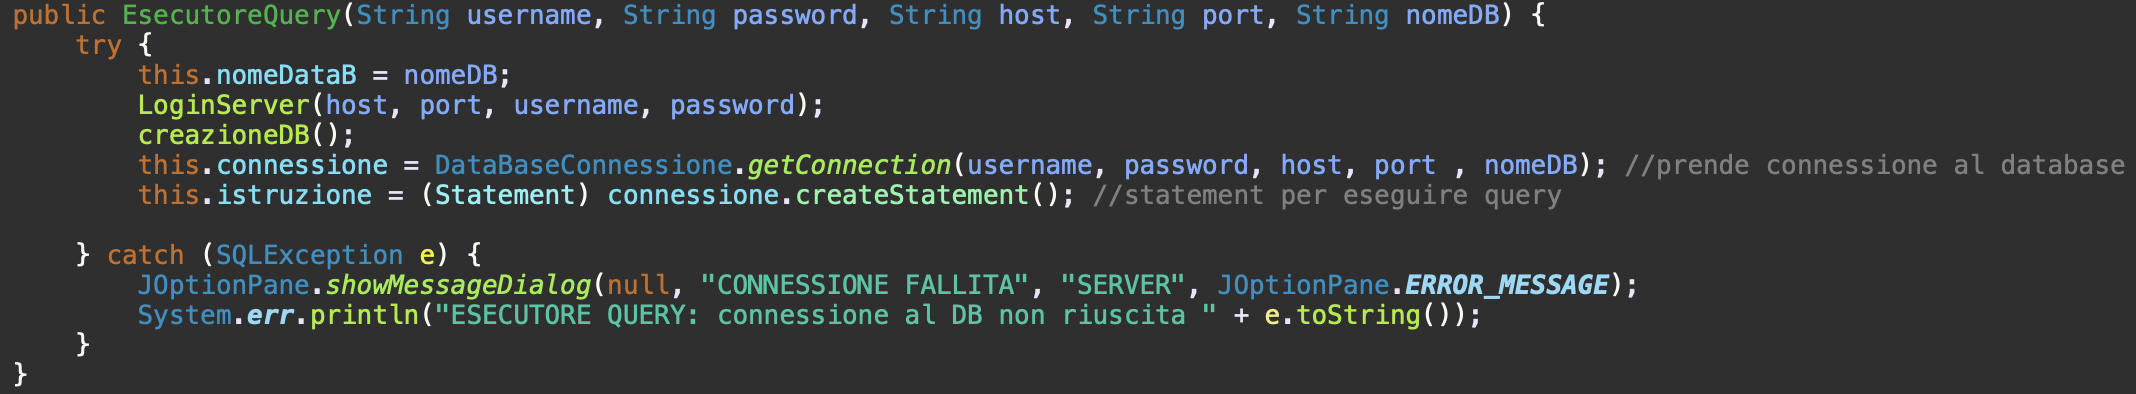 public EsecutoreQuery(String username, String password, String host, String port, String nomeDB) {
    try {
        this.nomeDataB = nomeDB;
        LoginServer(host, port, username, password);
        creazioneDB();
        this.connessione = DataBaseConnessione.getConnection(username, password, host, port , nomeDB); //prende connessione al database
        this.istruzione = (Statement) connessione.createStatement(); //statement per eseguire query

    } catch (SQLException e) {
        JOptionPane.showMessageDialog(null, "CONNESSIONE FALLITA", "SERVER", JOptionPane.ERROR_MESSAGE);
        System.err.println("ESECUTORE QUERY: connessione al DB non riuscita " + e.toString());
    }
}